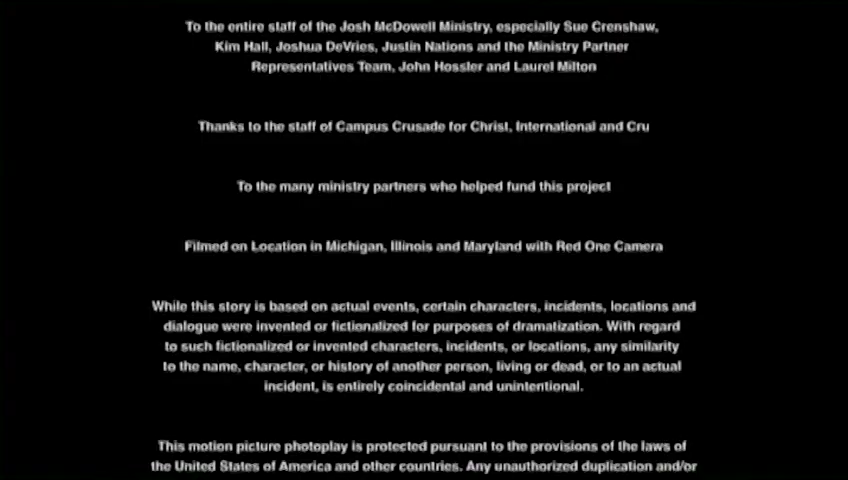 To the entire staff of the Josh McDowell Ministry, especially Sue Crenshaw,
Kim Hall, Joshua DeVries, Justin Nations and the Ministry Partner
Representatives Team, John Hossler and Laurel Milton
Thanks to the staff of Campus Crusade for Christ, International and Cru
To the many ministry partners who helped fund this project
Filmed on Location in Michigan, Illinois and Maryland with Red One Camera
While this story is based on actual events, certain characters, incidents, locations and
dialogue were invented or fictionalized for purposes of dramatization. With regard
to such fictionalized or invented characters, incidents, or locations, any similarity
to the name, character, or history of another person, living or dead, or to an actual
incident, is entirely coincidental and unintentional.
This motion picture photoplay is protected pursuant to the provisions of the laws of
the United States of America and other countries. Any unauthorized duplication and/or